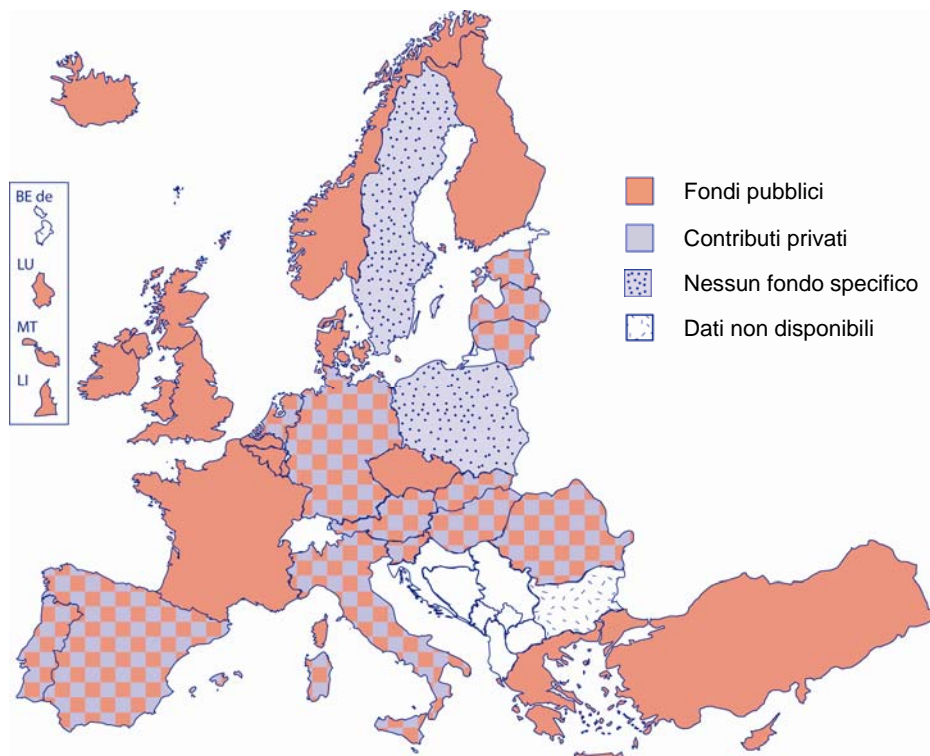 BE de
LU
MT
LI
Fondi pubblici
Contributi privati
Nessun fondo specifico
Dati non disponibili